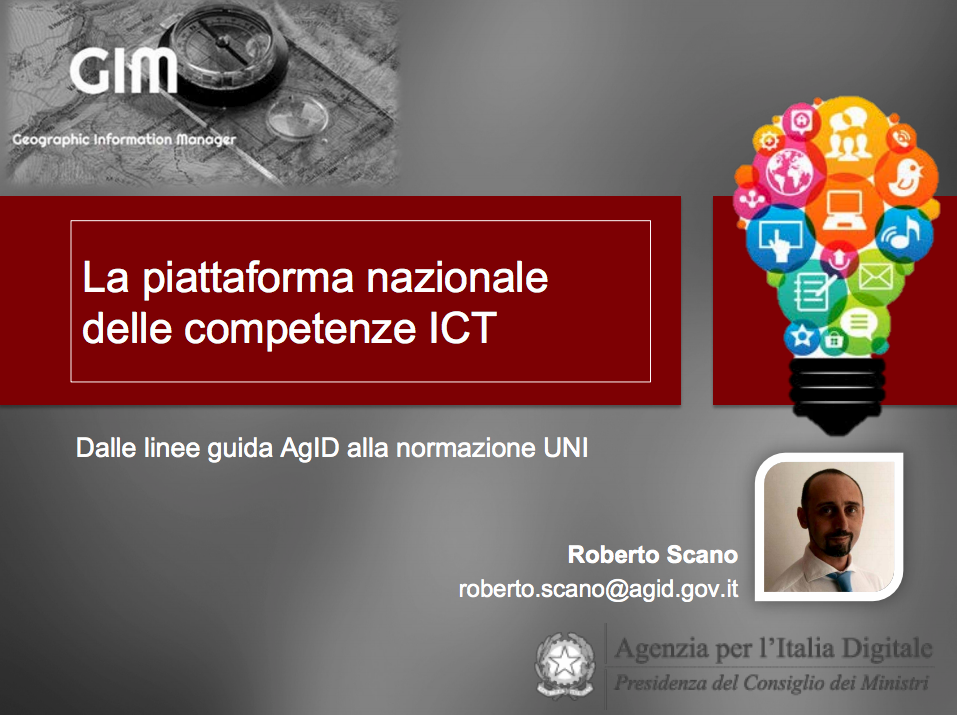 GIM
Geographic Information Manager
La piattaforma nazionale
delle competenze ICT
Dalle linee guida AgID alla normazione UNI
Roberto Scano
roberto.scano@agid.gov.it
Agenzia per l’Italia Digitale
Presidenza del Consiglio dei Ministri